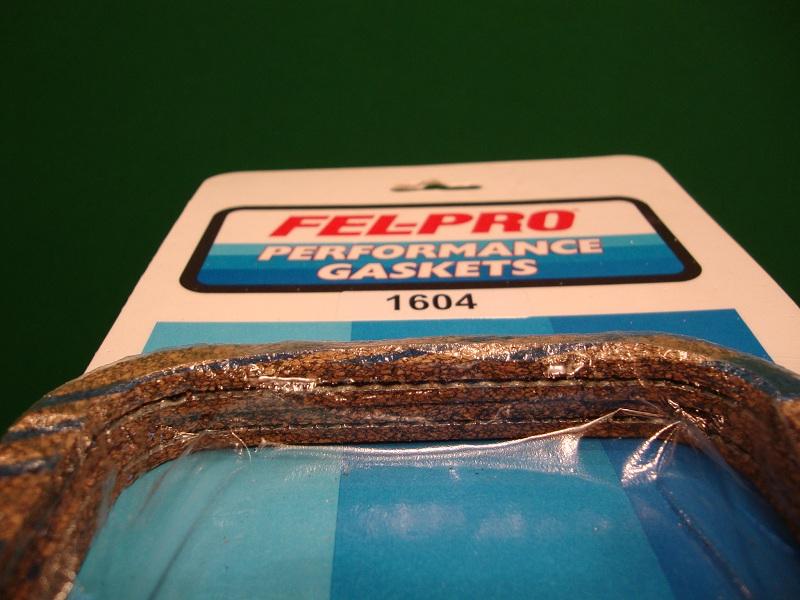 FEL-PRO
PERFORMANCE
GASKETS
1604